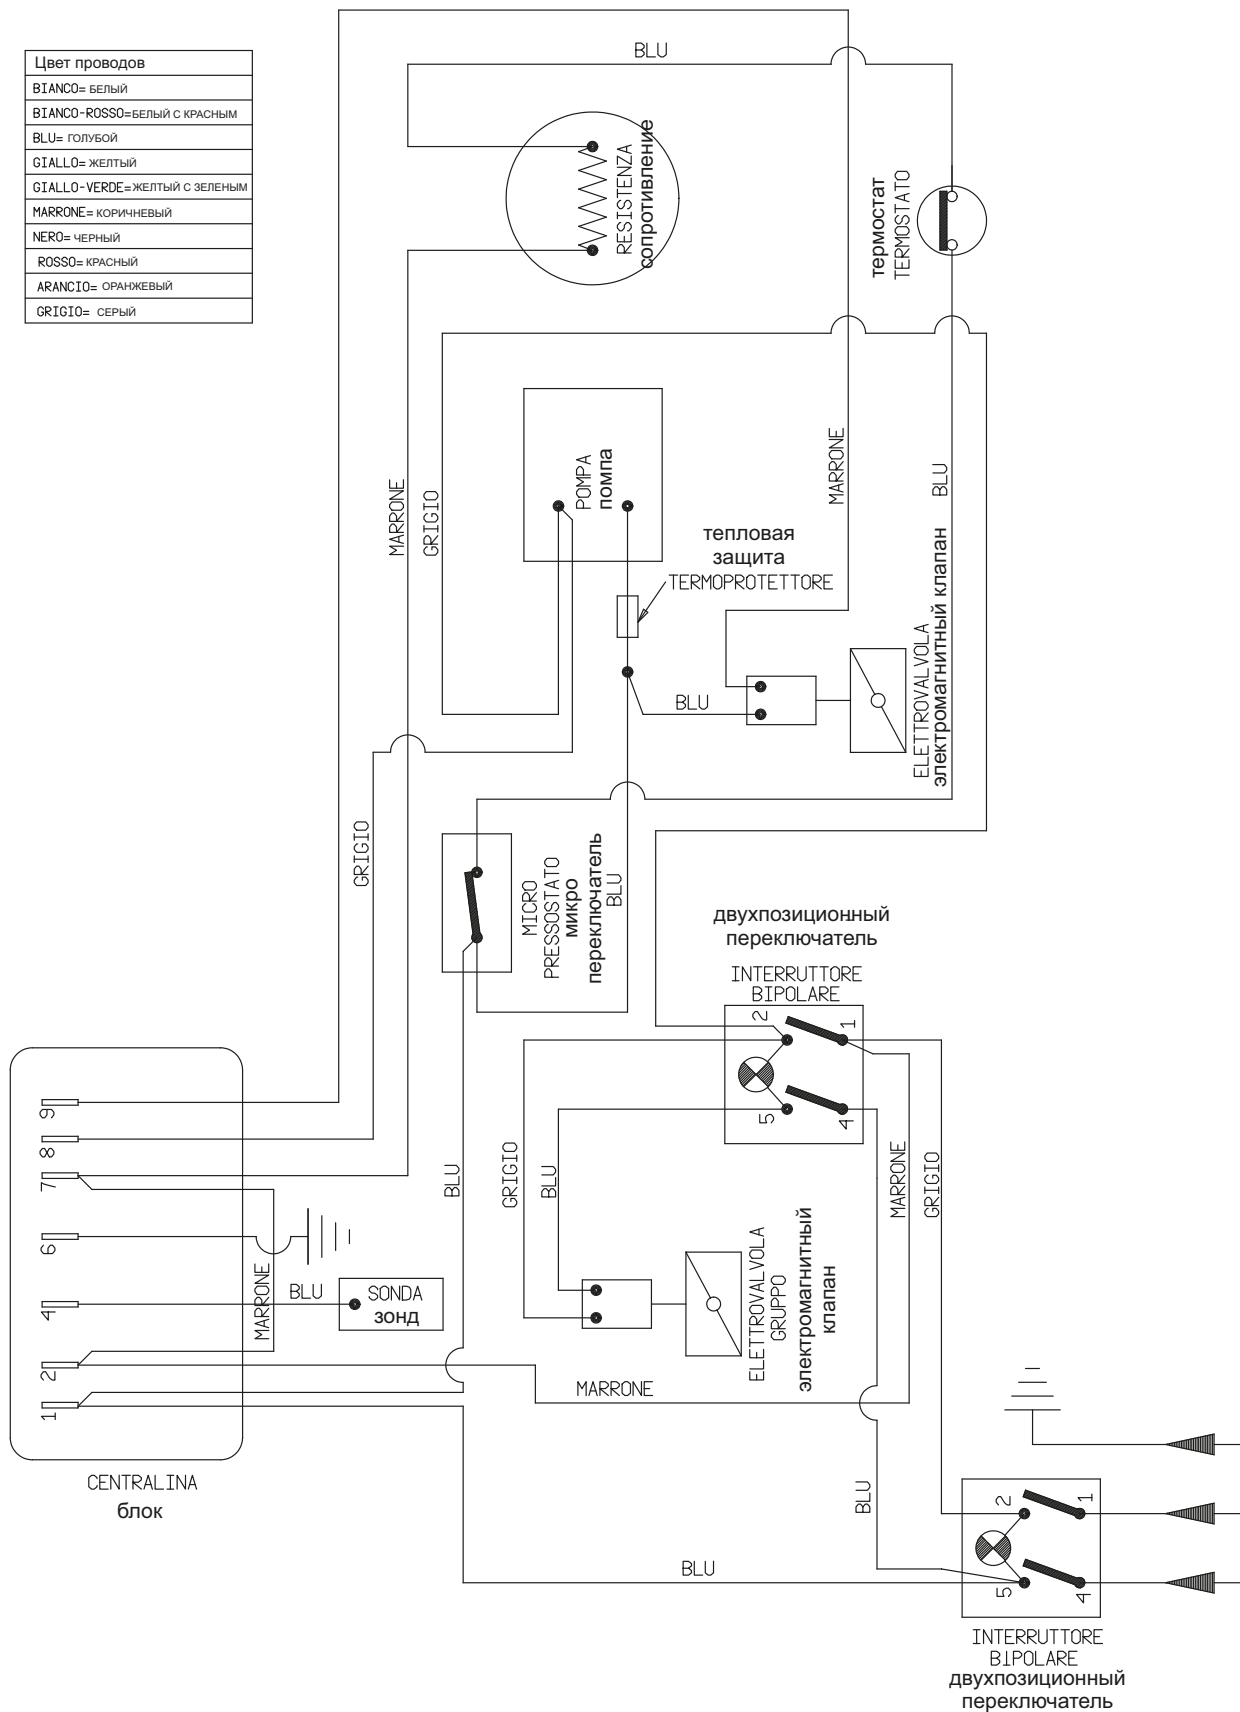 Цвет проводов
BIANCO= БЕЛЫЙ
BIANCO-ROSSO=БЕЛЫЙ С КРАСНЫМ
BLU= ГОЛУБОЙ
GIALLO= ЖЕЛТЫЙ
GIALLO-VERDE=ЖЕЛТЫЙ С ЗЕЛЕНЫМ
MARRONE= КОРИЧНЕВЫЙ
NERO= ЧЕРНЫЙ
ROSSO= КРАСНЫЙ
ARANCIO= ОРАНЖЕВЫЙ
GRIGIO= СЕРЫЙ
BLU
RESISTENZA
сопротивление
термостат
TERMOSTATO
MARRONE
GRIGIO
POMPA
помпа
MARRONE
BLU
тепловая
защита
TERMOPROTETTORE
BLU
ELETTROVALVOLA
электромагнитный клапан
GRIGIO
MICRO
PRESSOSTATO
микро
переключатель
BLU
двухпозиционный
переключатель
INTERRUTTORE
BIPOLARE
2
1
5
4
9
8
7
6
4
2
1
MARRONE
BLU
SONDA
зонд
BLU
GRIGIO
BLU
MARRONE
GRIGIO
ELETTROVALVOLA
GRUPPO
электромагнитный
клапан
MARRONE
CENTRALINA
блок
BLU
BLU
2
1
5
4
INTERRUTTORE
BIPOLARE
двухпозиционный
переключатель